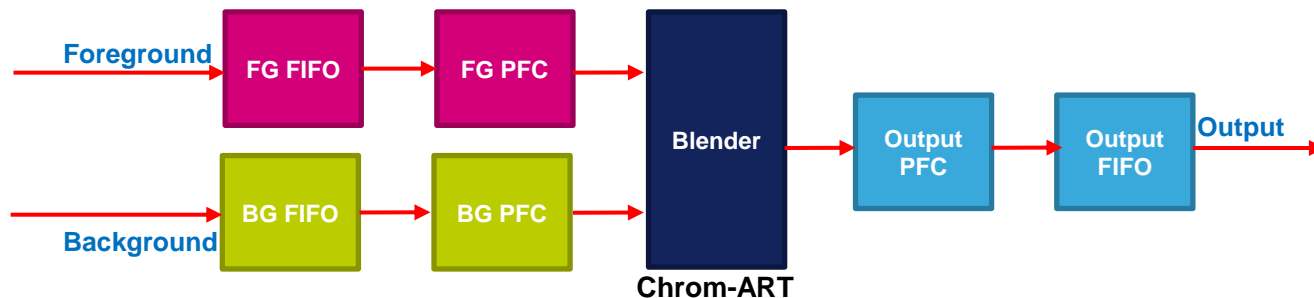 Foreground
FG FIFO
FG PFC
Blender
Output
PFC
Output
FIFO
Output
BG FIFO
BG PFC
Background
Chrom-ART